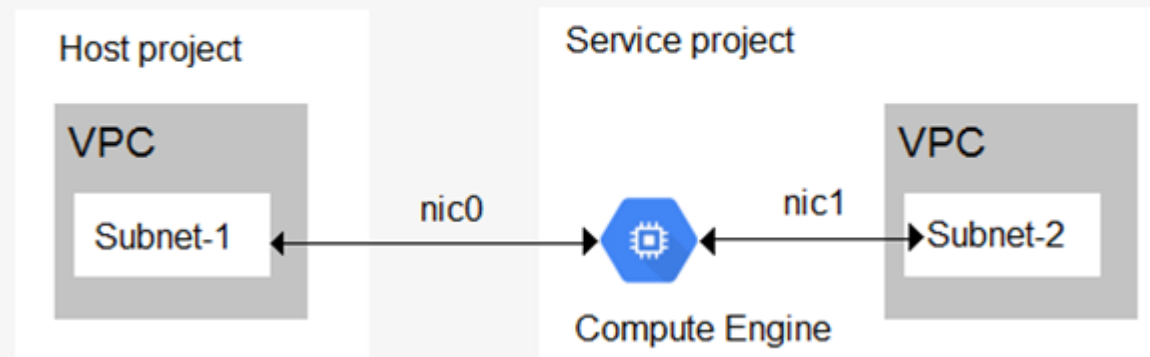 Host project
VPC
Subnet-1
nic0
Service project
Compute Engine
nic1
VPC
Subnet-2